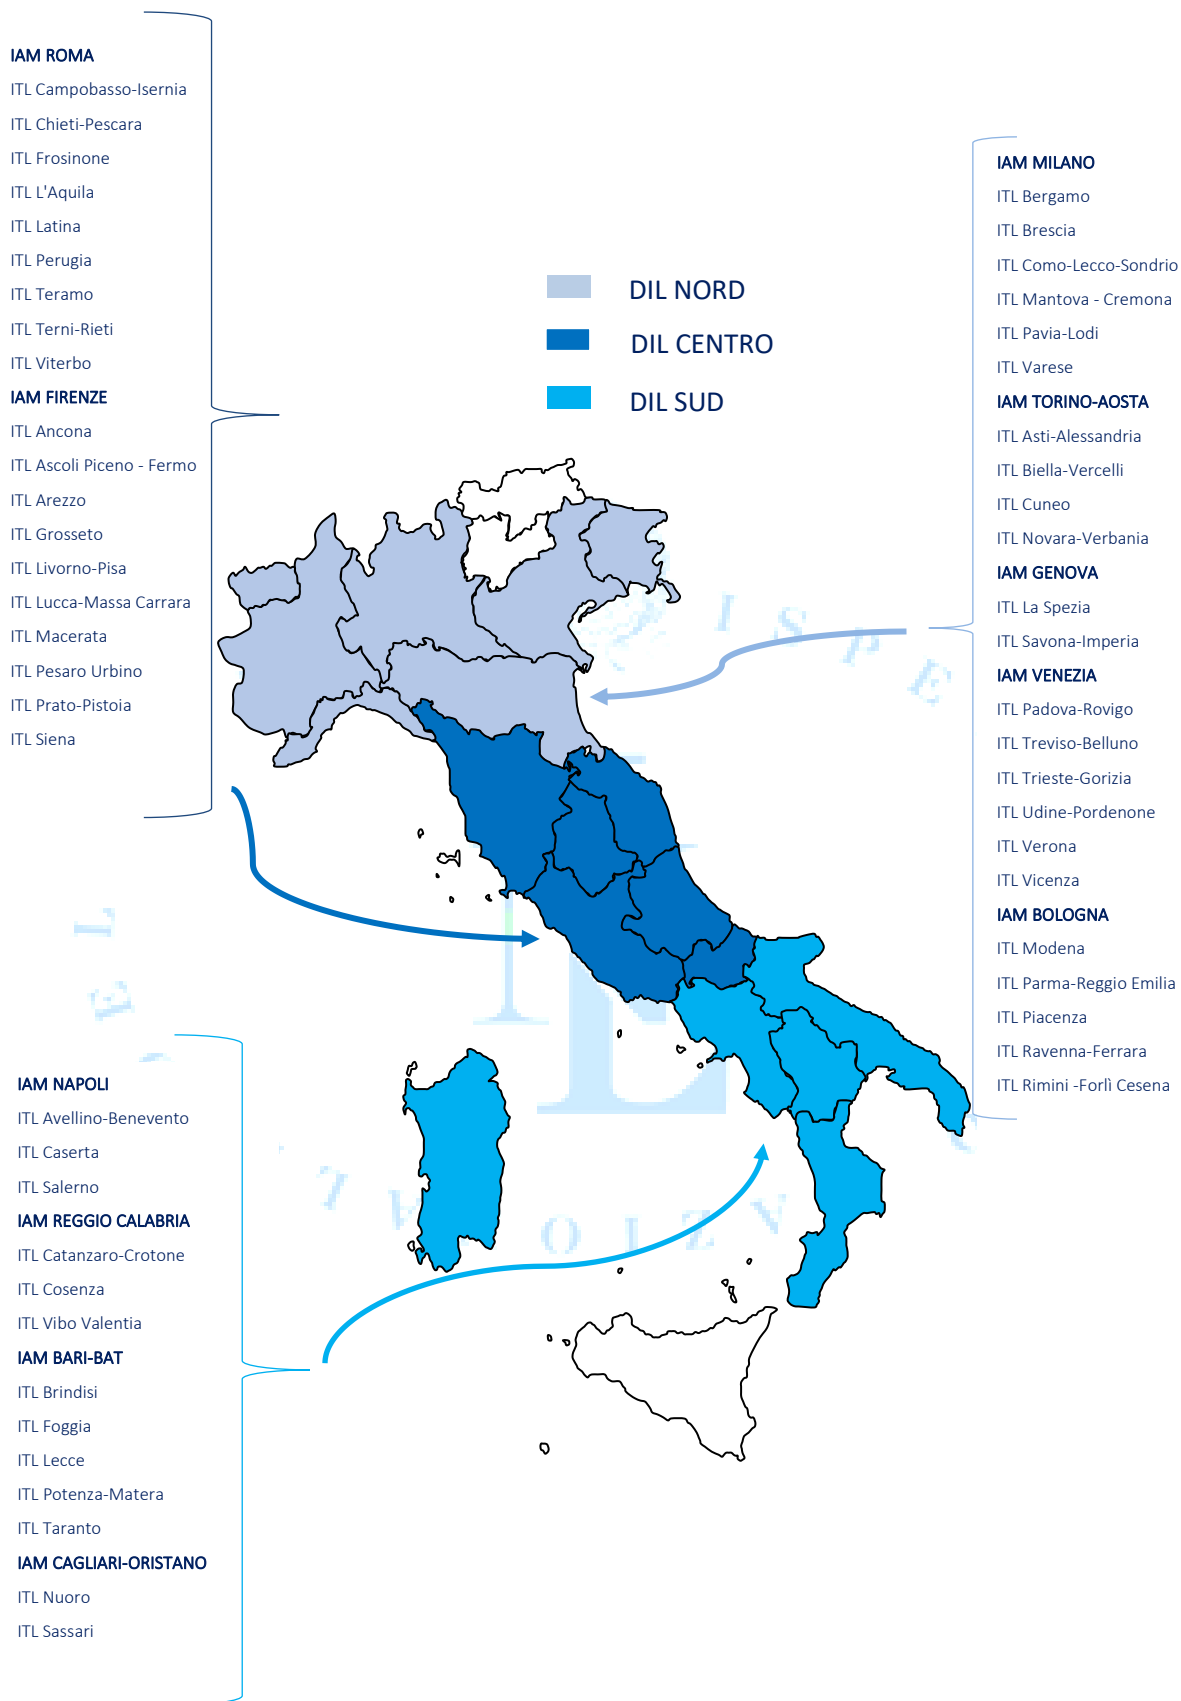 IAM ROMA
ITL Campobasso-Isernia
ITL Chieti-Pescara
ITL Frosinone
ITL L'Aquila
ITL Latina
ITL Perugia
ITL Teramo
ITL Terni-Rieti
ITL Viterbo
IAM FIRENZE
ITL Ancona
ITL Ascoli Piceno - Fermo
ITL Arezzo
ITL Grosseto
ITL Livorno-Pisa
ITL Lucca-Massa Carrara
ITL Macerata
ITL Pesaro Urbino
ITL Prato-Pistoia
ITL Siena
DIL NORD
DIL CENTRO
DIL SUD
IAM MILANO
ITL Bergamo
ITL Brescia
ITL Como-Lecco-Sondrio
ITL Mantova - Cremona
ITL Pavia-Lodi
ITL Varese
IAM TORINO-AOSTA
ITL Asti-Alessandria
ITL Biella-Vercelli
ITL Cuneo
ITL Novara-Verbania
IAM GENOVA
ITL La Spezia
ITL Savona-Imperia
IAM VENEZIA
ITL Padova-Rovigo
ITL Treviso-Belluno
ITL Trieste-Gorizia
ITL Udine-Pordenone
ITL Verona
ITL Vicenza
IAM BOLOGNA
ITL Modena
ITL Parma-Reggio Emilia
ITL Piacenza
ITL Ravenna-Ferrara
ITL Rimini -Forlì Cesena
IAM NAPOLI
ITL Avellino-Benevento
ITL Caserta
ITL Salerno
IAM REGGIO CALABRIA
ITL Catanzaro-Crotone
ITL Cosenza
ITL Vibo Valentia
IAM BARI-BAT
ITL Brindisi
ITL Foggia
ITL Lecce
ITL Potenza-Matera
ITL Taranto
IAM CAGLIARI-ORISTANO
ITL Nuoro
ITL Sassari